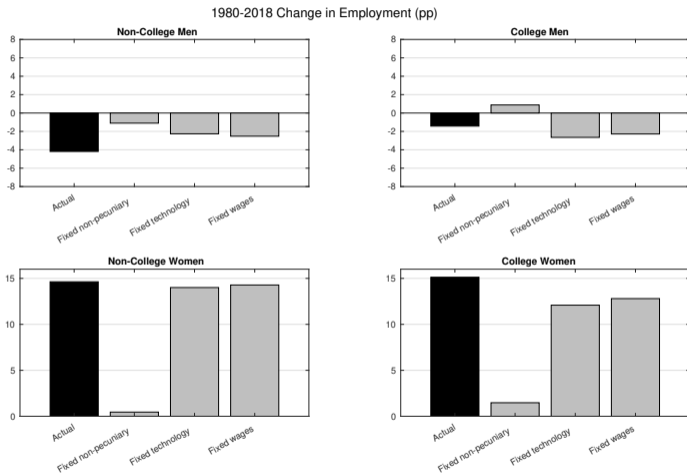 1980-2018 Change in Employment (pp)
Non-College Men
8
6
4
2
0
-2
-4
-6
-8
Actual
Fixed non-pecuniary
Fixed technology
Fixed wages
College Men
8
6
4
2
0
-2
-4
-6
-8
Actual
Fixed non-pecuniary
Fixed technology
Fixed wages
Non-College Women
15
10
5
0
Actual
Fixed non-pecuniary
Fixed technology
Fixed wages
College Women
15
10
5
0
Actual
Fixed non-pecuniary
Fixed technology
Fixed wages